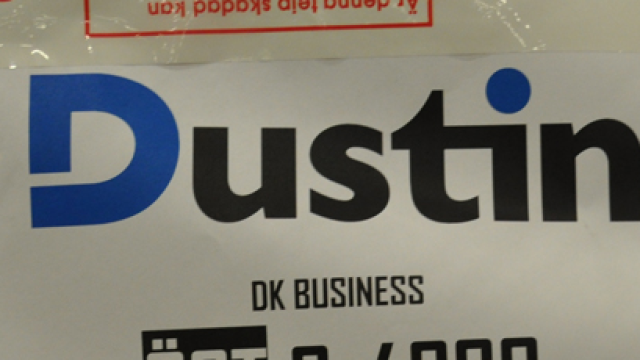 Är denna tejp skadad kan
Dustin
DK BUSINESS